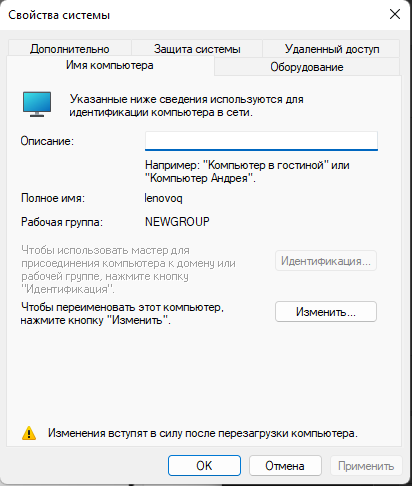 Свойства системы
Дополнительно Защита системы Удаленный доступ
Имя компьютера Оборудование
Указанные ниже сведения используются для
идентификации компьютера в сети.
Описание:
Например: "Компьютер в гостиной" или
"Компьютер Андрея".
Полное имя: lenovoq
Рабочая группа: NEWGROUP
Чтобы использовать мастер для
присоединения компьютера к домену или
рабочей группе, нажмите кнопку
"Идентификация".
Идентификация...
Чтобы переименовать этот компьютер,
нажмите кнопку "Изменить".
Изменить...
Изменения вступят в силу после перезагрузки компьютера.
OK Отмена Применить